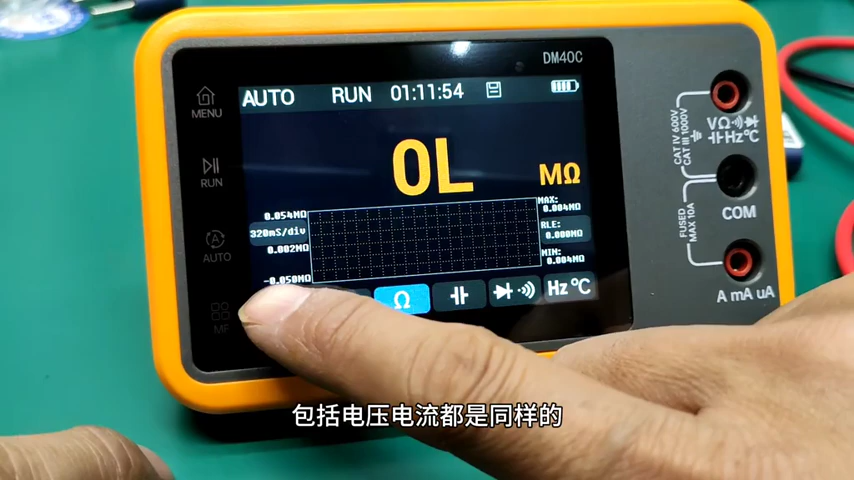 DM40C
AUTO RUN 01:11:54
MENU
RUN
AUTO
MF
OL MΩ
0.054MΩ
320mS/div
0.002MΩ
-0.050MΩ
MAX:
0.004MΩ
RLE:
0.000MΩ
MIN:
0.004MΩ
Ω
Hz°C
CAT IV 600V
CAT III 1000V
VΩ
Hz°C
COM
FUSED
MAX 10A
A mA uA
包括电压电流都是同样的